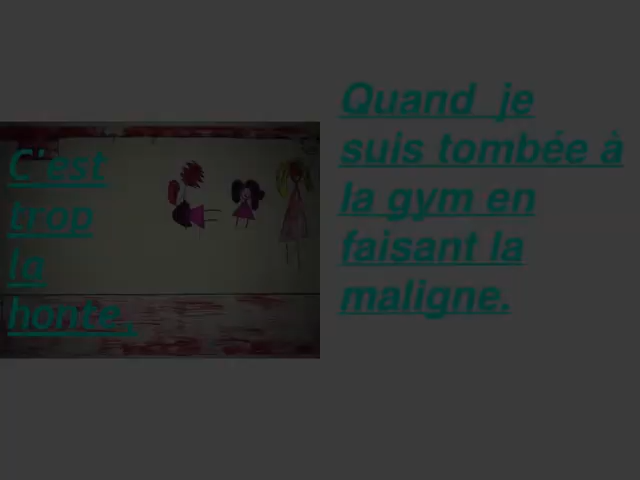 C'est
trop
la
honte,
Quand je
suis tombée à
la gym en
faisant la
maligne.